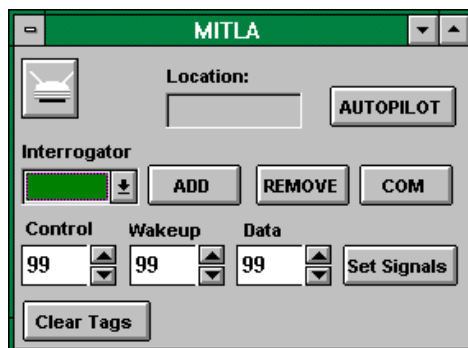 MITLA
Location:
AUTOPILOT
Interrogator
ADD REMOVE COM
Control Wakeup Data
99 99 99 Set Signals
Clear Tags